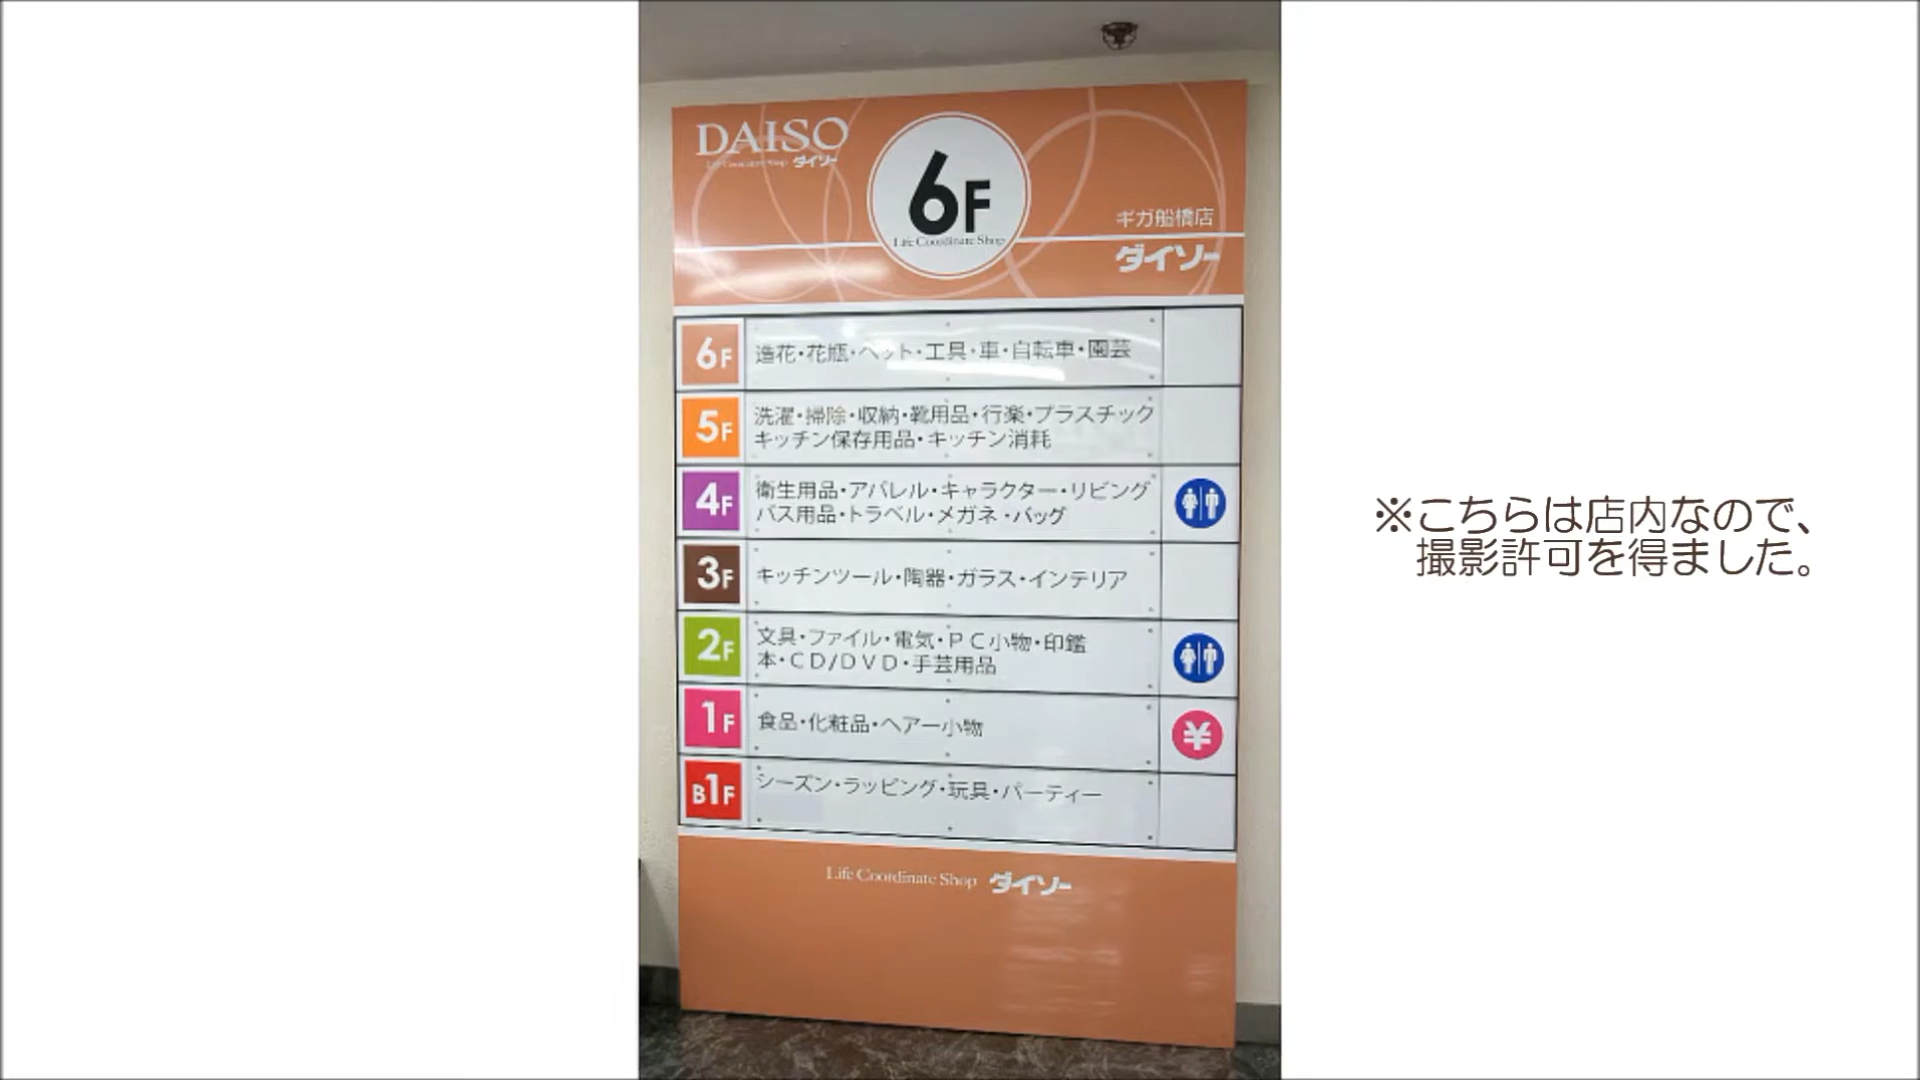 DAISO
Life Coordinate Shop ダイソー
6F
Life Coordinate Shop
ギガ船橋店
ダイソー
6F
造花・花瓶・ペット・工具・車・自転車・園芸
5F
洗濯・掃除・収納・靴用品・行楽・プラスチック
キッチン保存用品・キッチン消耗
4F
衛生用品・アパレル・キャラクター・リビング
バス用品・トラベル・メガネ・バッグ
3F
キッチンツール・陶器・ガラス・インテリア
2F
文具・ファイル・電気・ＰＣ小物・印鑑
本・ＣＤ/ＤＶＤ・手芸用品
1F
食品・化粧品・ヘアー小物
¥
B1F
シーズン・ラッピング・玩具・パーティー
Life Coordinate Shop ダイソー
※こちらは店内なので、
撮影許可を得ました。